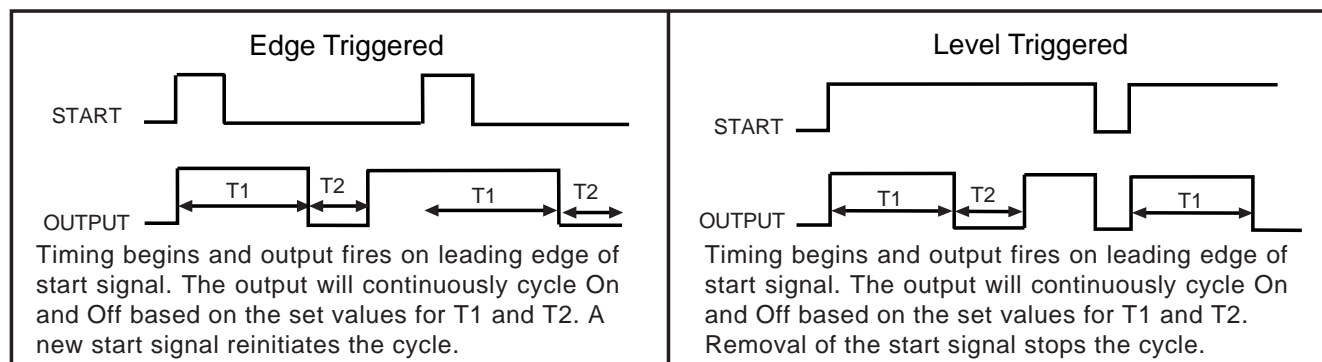 Edge Triggered
START
T1
T2
T1
T2
OUTPUT
Timing begins and output fires on leading edge of
start signal. The output will continuously cycle On
and Off based on the set values for T1 and T2. A
new start signal reinitiates the cycle.
Level Triggered
START
T1
T2
T1
OUTPUT
Timing begins and output fires on leading edge of
start signal. The output will continuously cycle On
and Off based on the set values for T1 and T2.
Removal of the start signal stops the cycle.